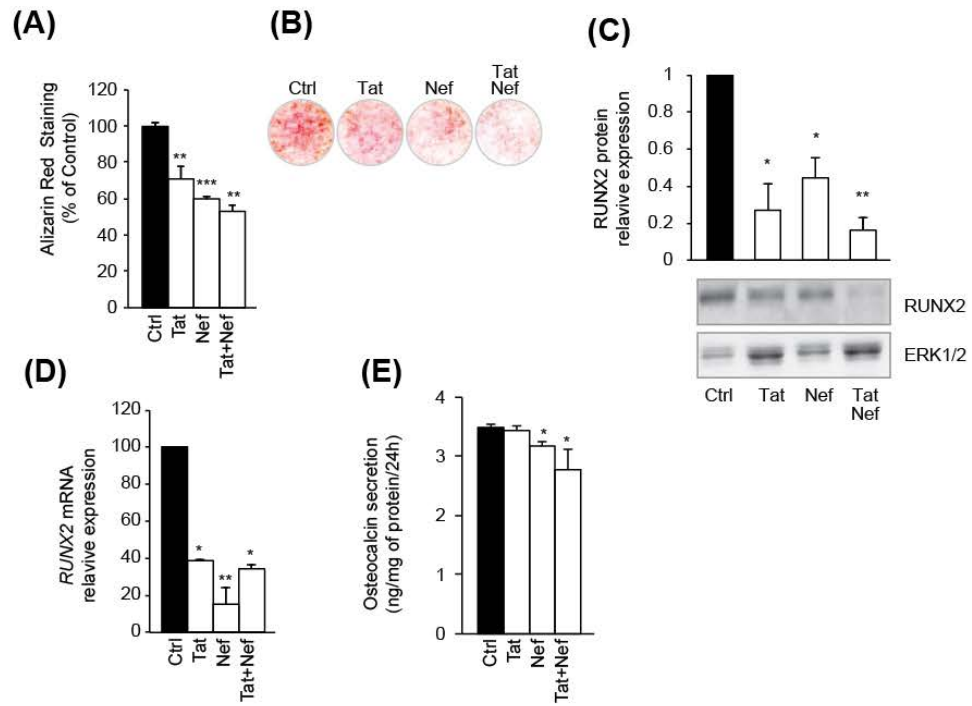 (A)
Alizarin Red Staining
(% of Control)
120
100
80
60
40
20
0
**
***
**
Ctrl
Tat
Nef
Tat+Nef
(B)
Ctrl
Tat
Nef
Tat
Nef
(C)
RUNX2 protein
relavive expression
1
0.8
0.6
0.4
0.2
0
*
*
**
RUNX2
ERK1/2
Ctrl
Tat
Nef
Tat
Nef
(D)
RUNX2 mRNA
relavive expression
120
100
80
60
40
20
0
*
**
*
Ctrl
Tat
Nef
Tat+Nef
(E)
Osteocalcin secretion
(ng/mg of protein/24h)
4
3
2
1
0
*
*
Ctrl
Tat
Nef
Tat+Nef